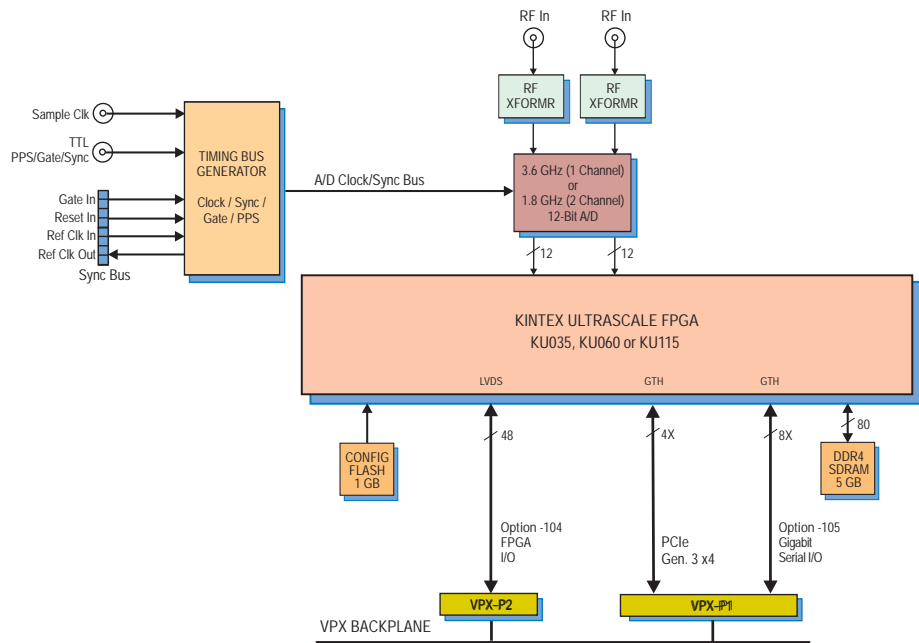 RF In
RF In
RF
XFORMR
RF
XFORMR
Sample Clk
TTL
PPS/Gate/Sync
TIMING BUS
GENERATOR
Clock / Sync /
Gate / PPS
Gate In
Reset In
Ref Clk In
Ref Clk Out
Sync Bus
A/D Clock/Sync Bus
3.6 GHz (1 Channel)
or
1.8 GHz (2 Channel)
12-Bit A/D
12
12
KINTEX ULTRASCALE FPGA
KU035, KU060 or KU115
LVDS
GTH
GTH
48
4X
8X
80
CONFIG
FLASH
1 GB
DDR4
SDRAM
5 GB
Option -104
FPGA
I/O
PCIe
Gen. 3 x4
Option -105
Gigabit
Serial I/O
VPX-P2
VPX-P1
VPX BACKPLANE